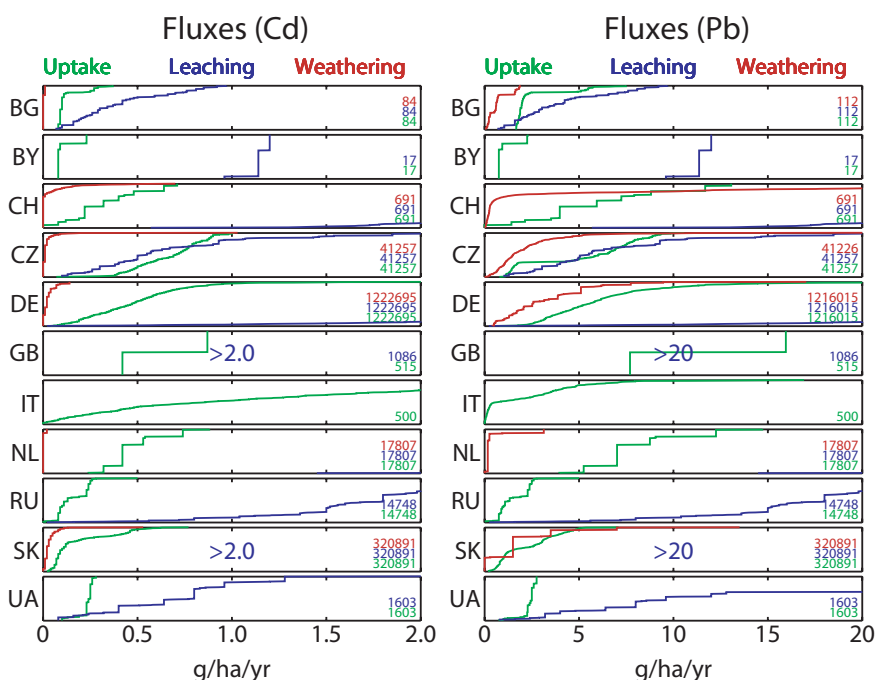 Fluxes (Cd)
Uptake Leaching Weathering
BG 84
84
84
BY 17
17
CH 691
691
691
CZ 41257
41257
41257
DE 1222695
1222695
1222695
GB >2.0 1086
515
IT 500
NL 17807
17807
17807
RU 14748
14748
SK >2.0 320891
320891
320891
UA 1603
1603
0 0.5 1.0 1.5 2.0
g/ha/yr
Fluxes (Pb)
Uptake Leaching Weathering
BG 112
112
112
BY 17
17
CH 691
691
691
CZ 41226
41257
41257
DE 1216015
1216015
1216015
GB >20 1086
515
IT 500
NL 17807
17807
17807
RU 14748
14748
SK >20 320891
320891
320891
UA 1603
1603
0 5 10 15 20
g/ha/yr